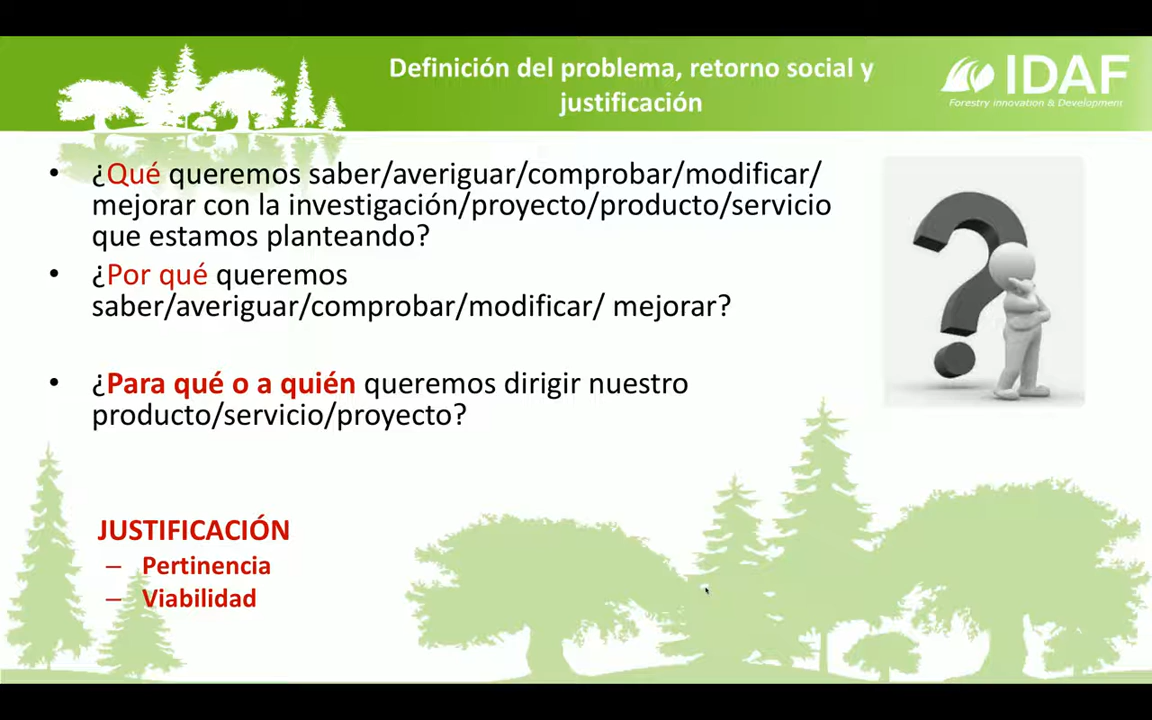 Definición del problema, retorno social y
justificación
IDAF
Forestry Innovation & Development
• ¿Qué queremos saber/averiguar/comprobar/modificar/
mejorar con la investigación/proyecto/producto/servicio
que estamos planteando?
• ¿Por qué queremos
saber/averiguar/comprobar/modificar/ mejorar?
• ¿Para qué o a quién queremos dirigir nuestro
producto/servicio/proyecto?
JUSTIFICACIÓN
– Pertinencia
– Viabilidad